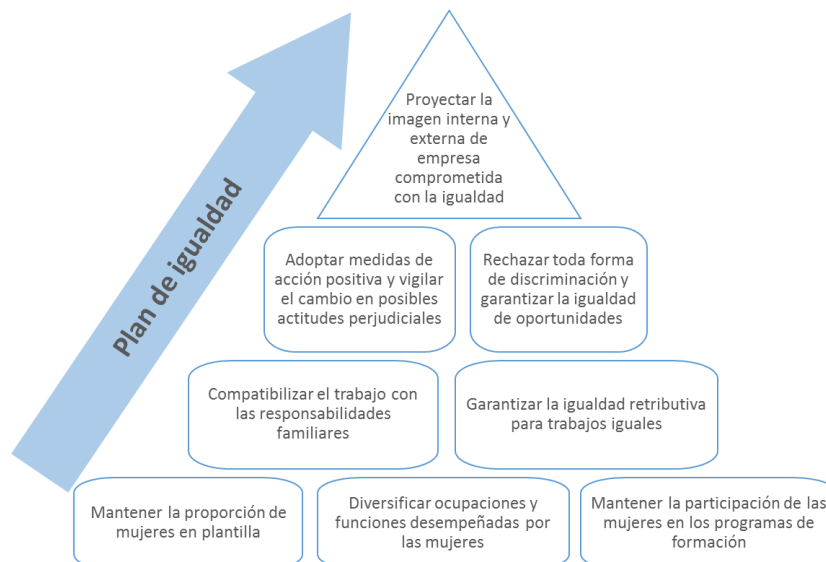 Plan de igualdad
Proyectar la
imagen interna y
externa de
empresa
comprometida
con la igualdad
Adoptar medidas de
acción positiva y vigilar
el cambio en posibles
actitudes perjudiciales
Rechazar toda forma
de discriminación y
garantizar la igualdad
de oportunidades
Compatibilizar el trabajo con
las responsabilidades
familiares
Garantizar la igualdad retributiva
para trabajos iguales
Mantener la proporción de
mujeres en plantilla
Diversificar ocupaciones y
funciones desempeñadas por
las mujeres
Mantener la participación de las
mujeres en los programas de
formación